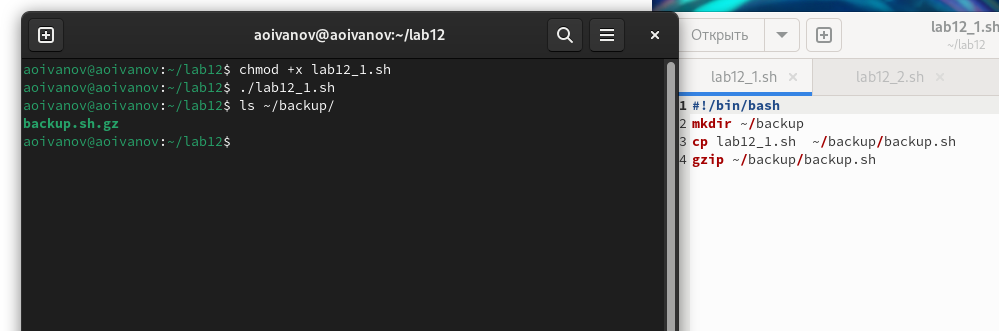 aoivanov@aoivanov:~/lab12
aoivanov@aoivanov:~/lab12$ chmod +x lab12_1.sh
aoivanov@aoivanov:~/lab12$ ./lab12_1.sh
aoivanov@aoivanov:~/lab12$ ls ~/backup/
backup.sh.gz
aoivanov@aoivanov:~/lab12$
Открыть
lab12_1.sh
~/lab12
lab12_1.sh
lab12_2.sh
1 #!/bin/bash
2 mkdir ~/backup
3 cp lab12_1.sh  ~/backup/backup.sh
4 gzip ~/backup/backup.sh